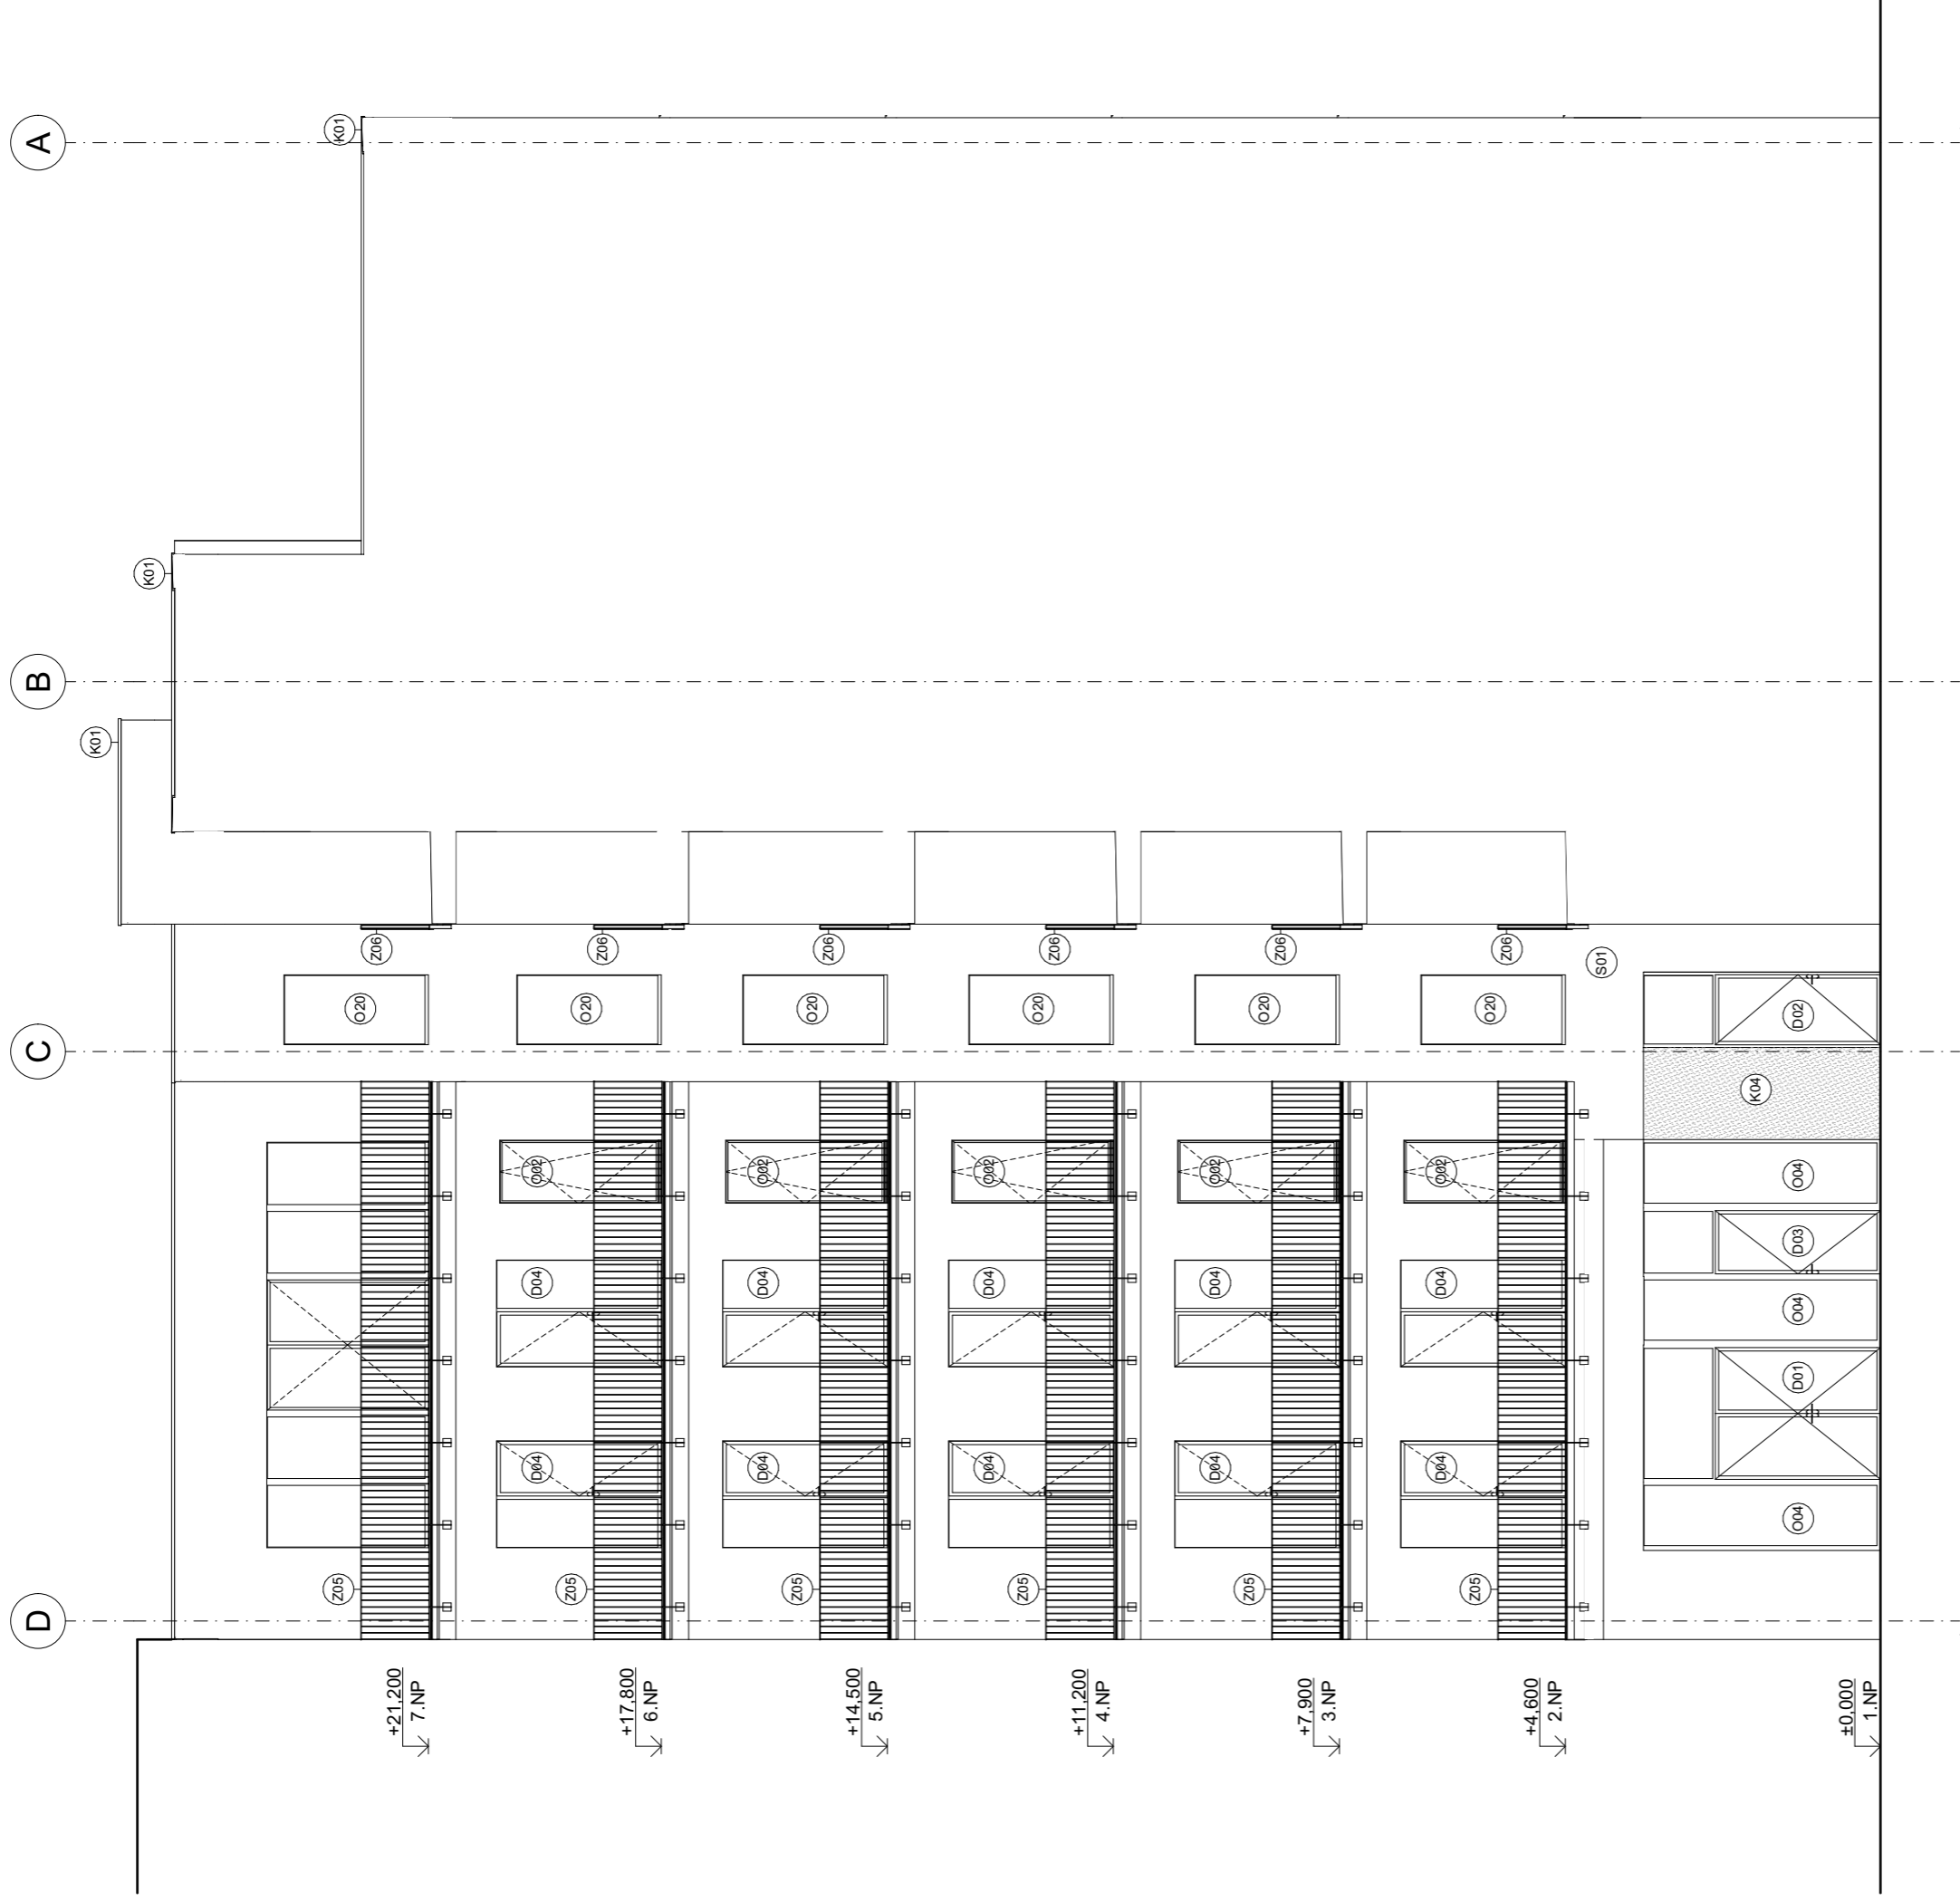 A
B
C
D
K01
K01
K01
Z06
Z06
Z06
Z06
Z06
Z06
S01
O20
O20
O20
O20
O20
O20
D02
K04
O02
O02
O02
O02
O02
O04
D03
D04
D04
D04
D04
D04
O04
D01
D04
D04
D04
D04
D04
O04
Z05
Z05
Z05
Z05
Z05
Z05
+21,200
7.NP
+17,800
6.NP
+14,500
5.NP
+11,200
4.NP
+7,900
3.NP
+4,600
2.NP
±0,000
1.NP